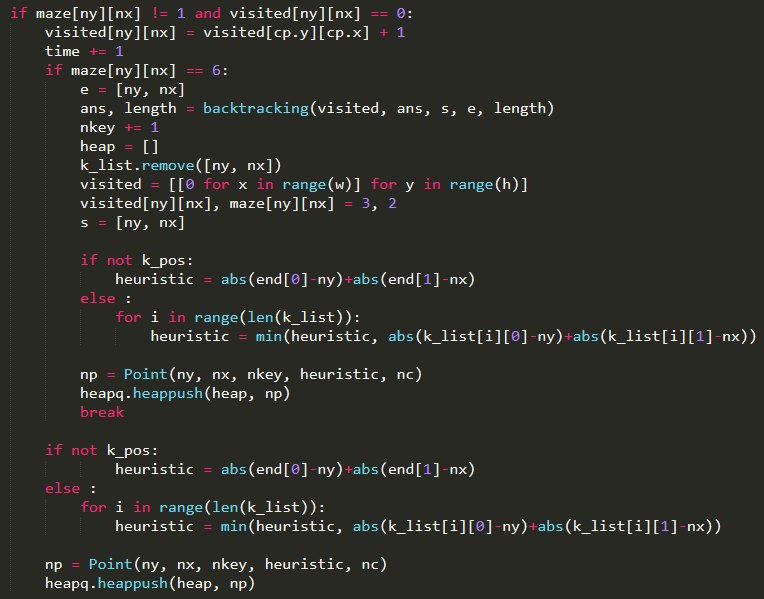 if maze[ny][nx] != 1 and visited[ny][nx] == 0:
    visited[ny][nx] = visited[cp.y][cp.x] + 1
    time += 1
    if maze[ny][nx] == 6:
        e = [ny, nx]
        ans, length = backtracking(visited, ans, s, e, length)
        nkey += 1
        heap = []
        k_list.remove([ny, nx])
        visited = [[0 for x in range(w)] for y in range(h)]
        visited[ny][nx], maze[ny][nx] = 3, 2
        s = [ny, nx]

        if not k_pos:
            heuristic = abs(end[0]-ny)+abs(end[1]-nx)
        else :
            for i in range(len(k_list)):
                heuristic = min(heuristic, abs(k_list[i][0]-ny)+abs(k_list[i][1]-nx))

        np = Point(ny, nx, nkey, heuristic, nc)
        heapq.heappush(heap, np)
        break

    if not k_pos:
            heuristic = abs(end[0]-ny)+abs(end[1]-nx)
    else :
        for i in range(len(k_list)):
            heuristic = min(heuristic, abs(k_list[i][0]-ny)+abs(k_list[i][1]-nx))

    np = Point(ny, nx, nkey, heuristic, nc)
    heapq.heappush(heap, np)